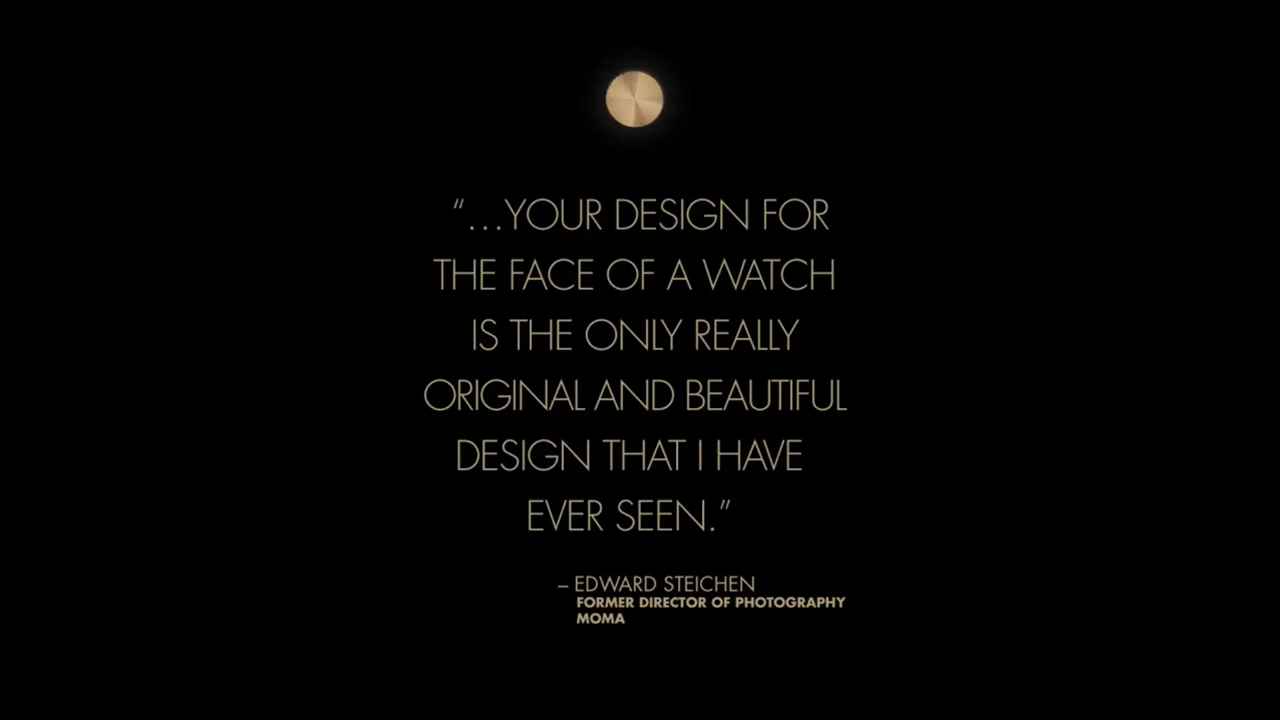 “...YOUR DESIGN FOR
THE FACE OF A WATCH
IS THE ONLY REALLY
ORIGINAL AND BEAUTIFUL
DESIGN THAT I HAVE
EVER SEEN.”
– EDWARD STEICHEN
FORMER DIRECTOR OF PHOTOGRAPHY
MOMA